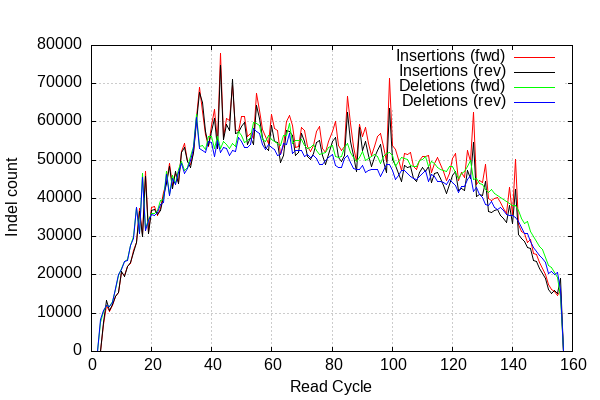 80000
70000
60000
50000
40000
30000
20000
10000
0
Indel count
Insertions (fwd)
Insertions (rev)
Deletions (fwd)
Deletions (rev)
0 20 40 60 80 100 120 140 160
Read Cycle